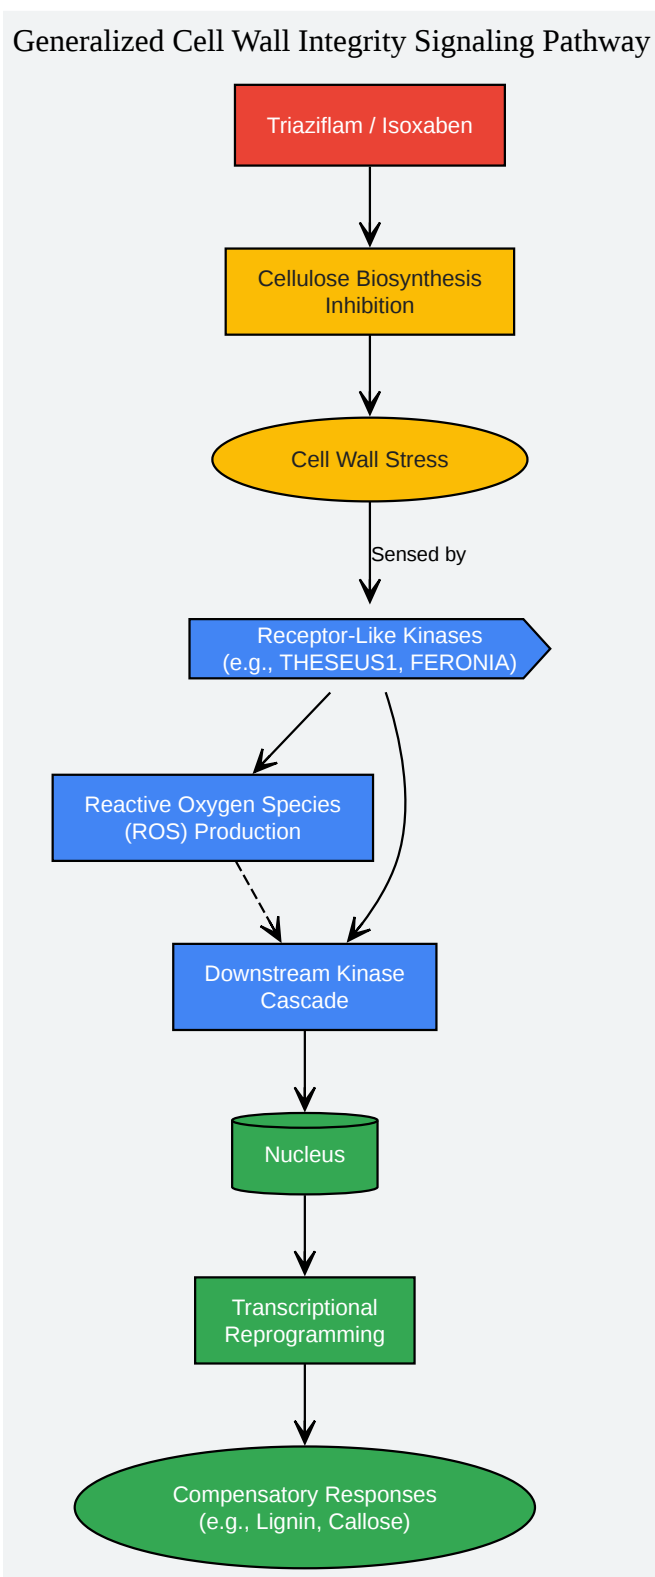 Generalized Cell Wall Integrity Signaling Pathway
Triaziflam / Isoxaben
Cellulose Biosynthesis
Inhibition
Cell Wall Stress
Sensed by
Receptor-Like Kinases
(e.g., THESEUS1, FERONIA)
Reactive Oxygen Species
(ROS) Production
Downstream Kinase
Cascade
Nucleus
Transcriptional
Reprogramming
Compensatory Responses
(e.g., Lignin, Callose)